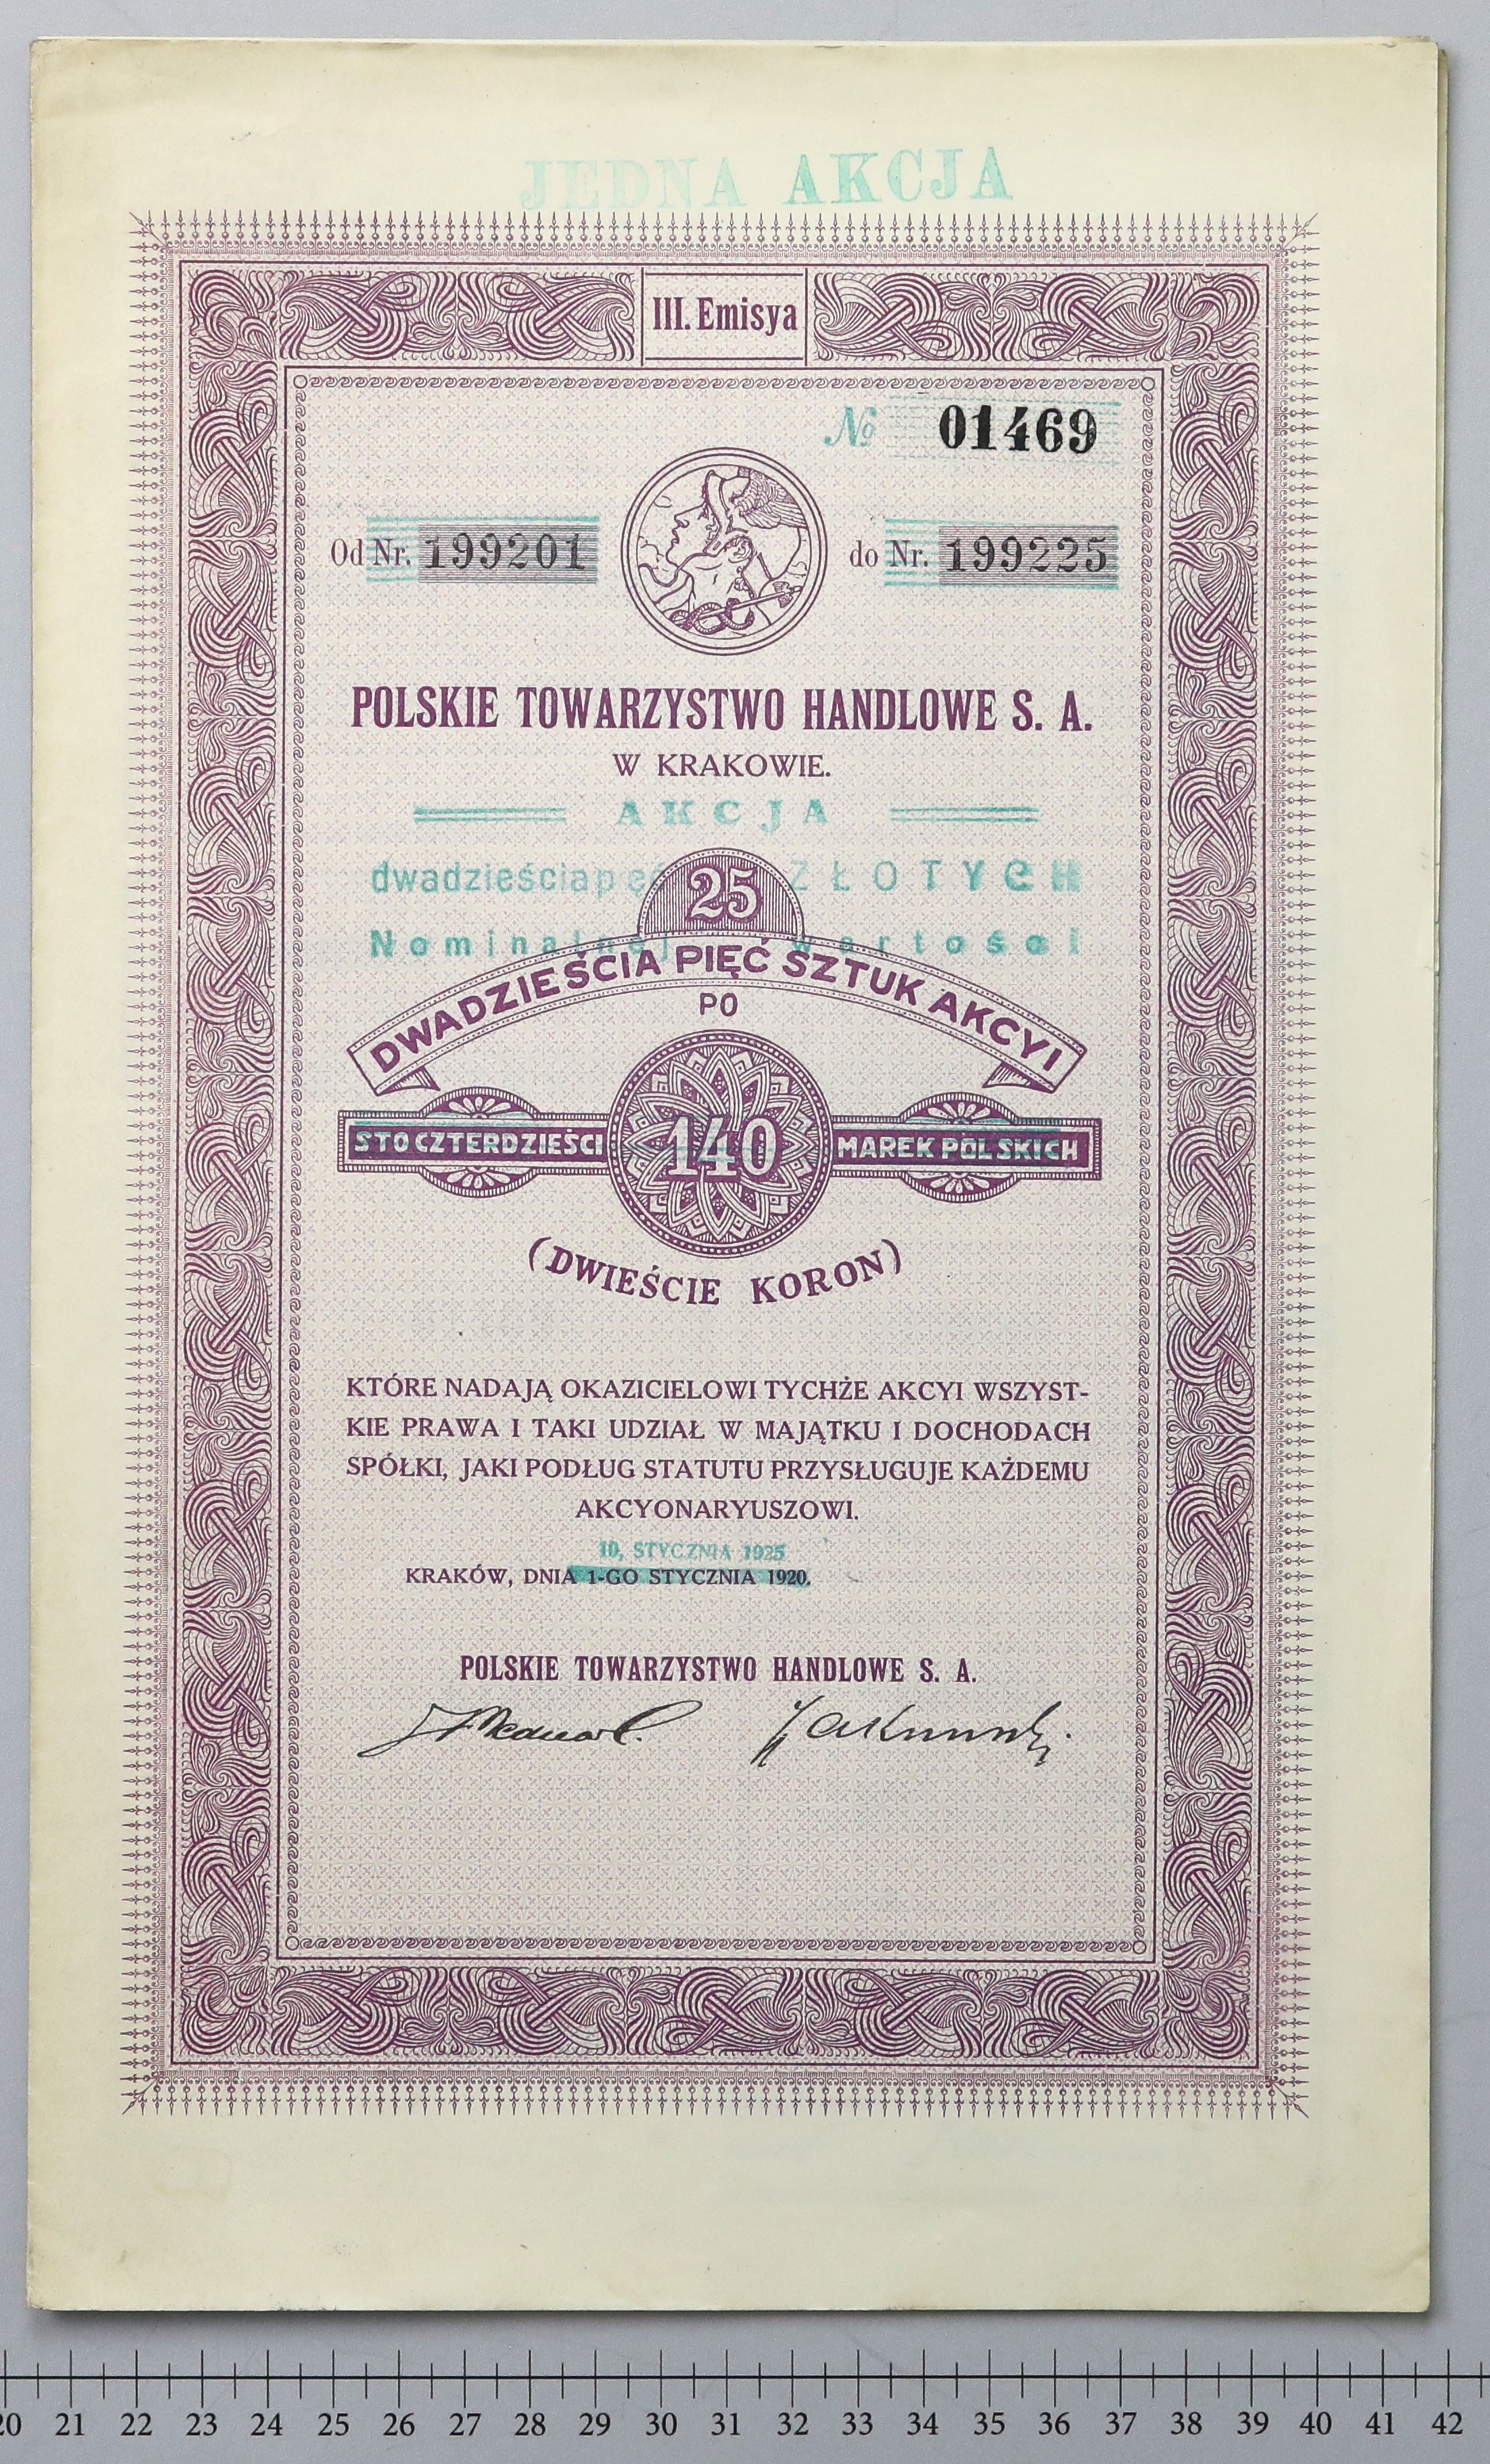 JEDNA AKCJA
III. Emisya
№ 01469
Od Nr. 199201 do Nr. 199225
POLSKIE TOWARZYSTWO HANDLOWE S. A.
W KRAKOWIE.
AKCJA
dwadzieściapięć ZŁOTYCH
25
Nominalnej wartości
DWADZIEŚCIA PIĘĆ SZTUK AKCYI
PO
STO CZTERDZIEŚCI 140 MAREK POLSKICH
(DWIEŚCIE KORON)
KTÓRE NADAJĄ OKAZICIELOWI TYCHŻE AKCYI WSZYST-
KIE PRAWA I TAKI UDZIAŁ W MAJĄTKU I DOCHODACH
SPÓŁKI, JAKI PODŁUG STATUTU PRZYSŁUGUJE KAŻDEMU
AKCYONARYUSZOWI.
10, STYCZNIA 1925
KRAKÓW, DNIA 1-GO STYCZNIA 1920.
POLSKIE TOWARZYSTWO HANDLOWE S. A.
20 21 22 23 24 25 26 27 28 29 30 31 32 33 34 35 36 37 38 39 40 41 42